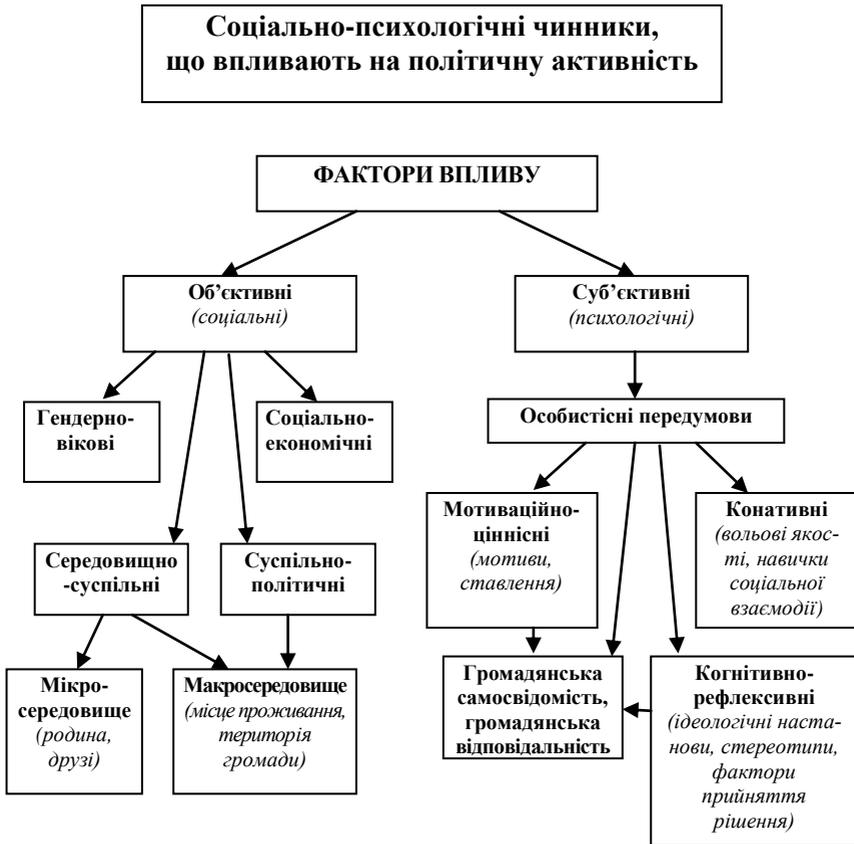 Соціально-психологічні чинники,
що впливають на політичну активність
ФАКТОРИ ВПЛИВУ
Об’єктивні
(соціальні)
Суб’єктивні
(психологічні)
Гендерно-
вікові
Соціально-
економічні
Особистісні передумови
Мотиваційно-
ціннісні
(мотиви,
ставлення)
Конативні
(вольові якос-
ті, навички
соціальної
взаємодії)
Середовищно
-суспільні
Суспільно-
політичні
Мікро-
середовище
(родина,
друзі)
Макросередовище
(місце проживання,
територія
громади)
Громадянська
самосвідомість,
громадянська
відповідальність
Когнітивно-
рефлексивні
(ідеологічні наста-
нови, стереотипи,
фактори
прийняття
рішення)